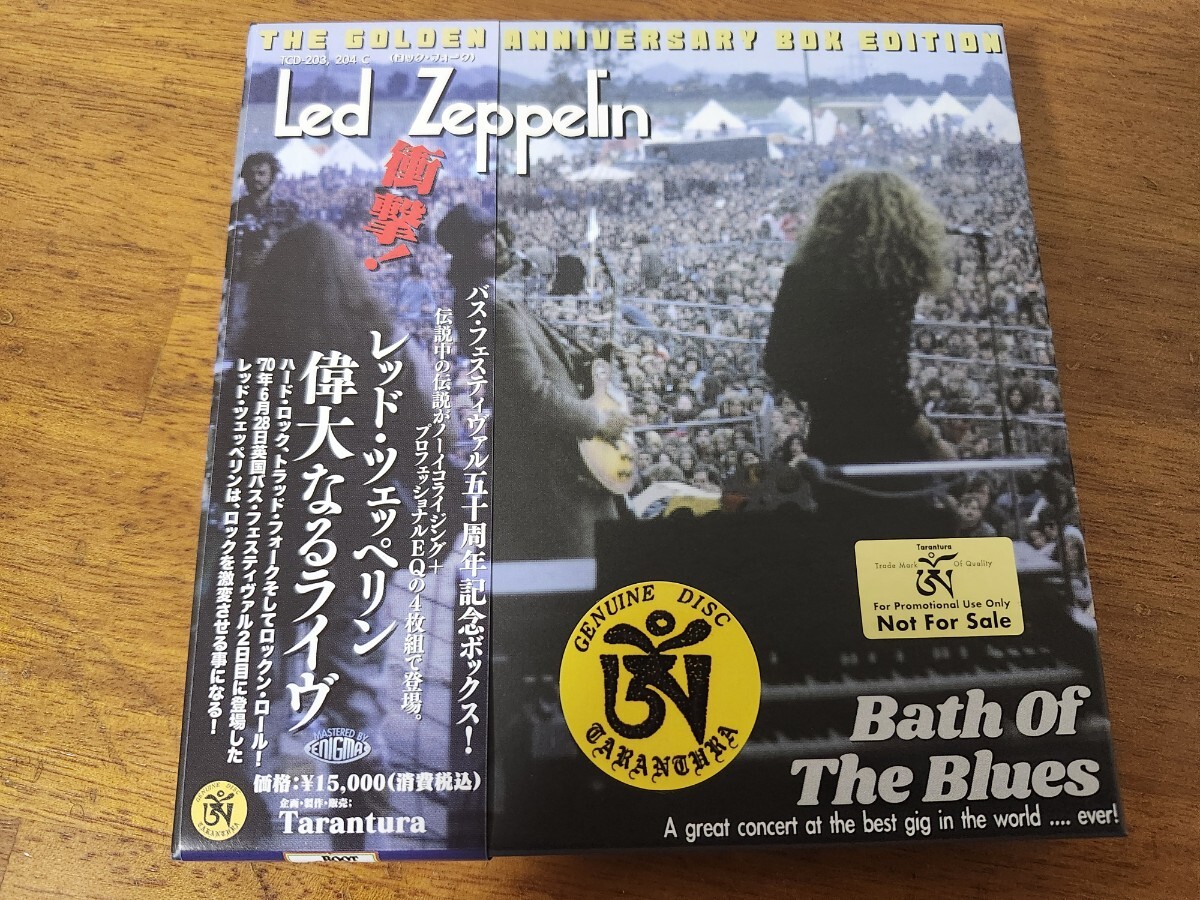 THE GOLDEN ANNIVERSARY BOX EDITION
TCD-203, 204 C
(ロック・フォーク)
Led Zeppelin
衝撃!
バス・フェスティヴァル五十周年記念ボックス!
伝説中の伝説がノーイコライジング+
プロフェッショナルEQの4枚組で登場。
レッド・ツェッペリン
偉大なるライヴ
ハード・ロック、トラッド・フォークそしてロックン・ロール!
'70年6月28日英国バス・フェスティヴァル2日目に登場した
レッド・ツェッペリンは、ロックを激変させる事になる!
MASTERED BY
ENIGMA
価格:¥15,000(消費税込)
企画・製作・販売;
Tarantura
GENUINE DISC
TARANTURA
BOOT
GENUINE DISC
TARANTURA
Tarantura
Trade Mark Of Quality
For Promotional Use Only
Not For Sale
Bath Of
The Blues
A great concert at the best gig in the world .... ever!